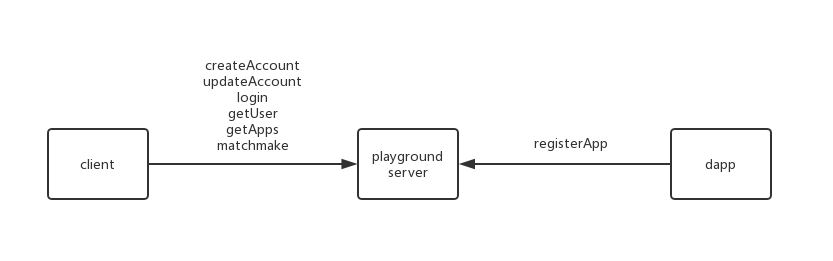 createAccount
updateAccount
login
getUser
getApps
matchmake
client
playground
server
registerApp
dapp